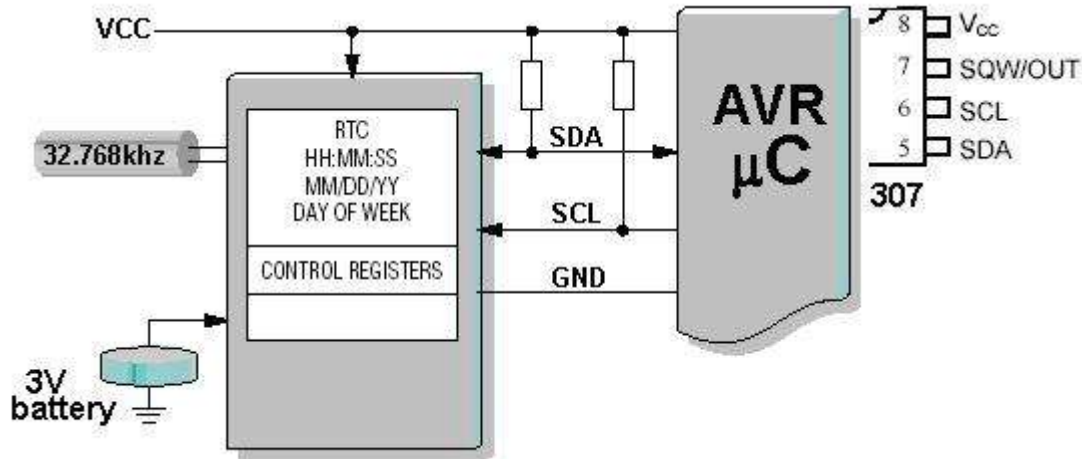 VCC
32.768khz
RTC
HH:MM:SS
MM/DD/YY
DAY OF WEEK
CONTROL REGISTERS
3V
battery
SDA
SCL
GND
AVR
µC
8 VCC
7 SQW/OUT
6 SCL
5 SDA
307